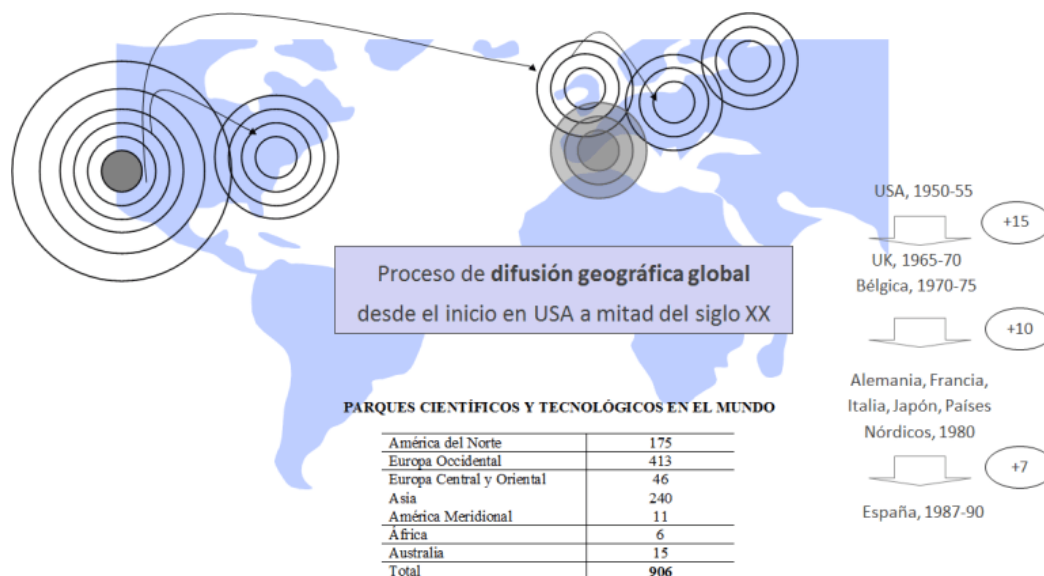 USA, 1950-55
+15
UK, 1965-70
Bélgica, 1970-75
+10
Alemania, Francia,
Italia, Japón, Países
Nórdicos, 1980
+7
España, 1987-90
Proceso de difusión geográfica global
desde el inicio en USA a mitad del siglo XX
PARQUES CIENTÍFICOS Y TECNOLÓGICOS EN EL MUNDO
América del Norte 175
Europa Occidental 413
Europa Central y Oriental 46
Asia 240
América Meridional 11
África 6
Australia 15
Total 906